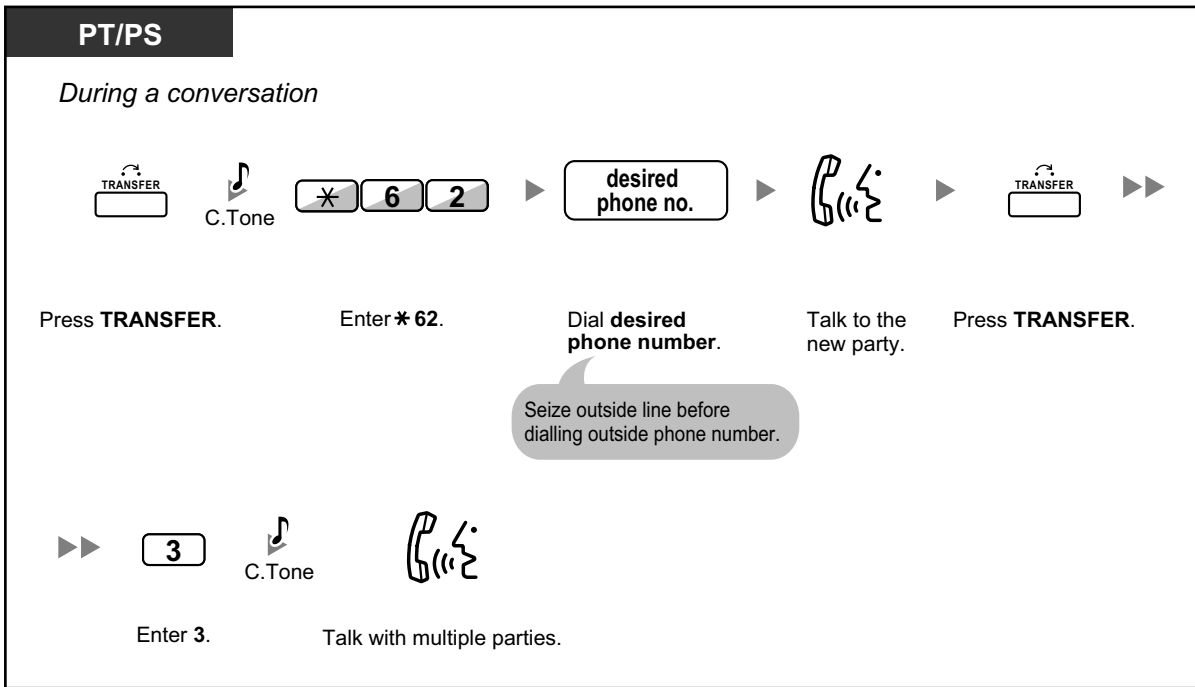 PT/PS
During a conversation
TRANSFER
C.Tone
* 6 2
desired
phone no.
TRANSFER
Press TRANSFER.
Enter * 62.
Dial desired
phone number.
Talk to the
new party.
Press TRANSFER.
Seize outside line before
dialling outside phone number.
3
C.Tone
Enter 3.
Talk with multiple parties.